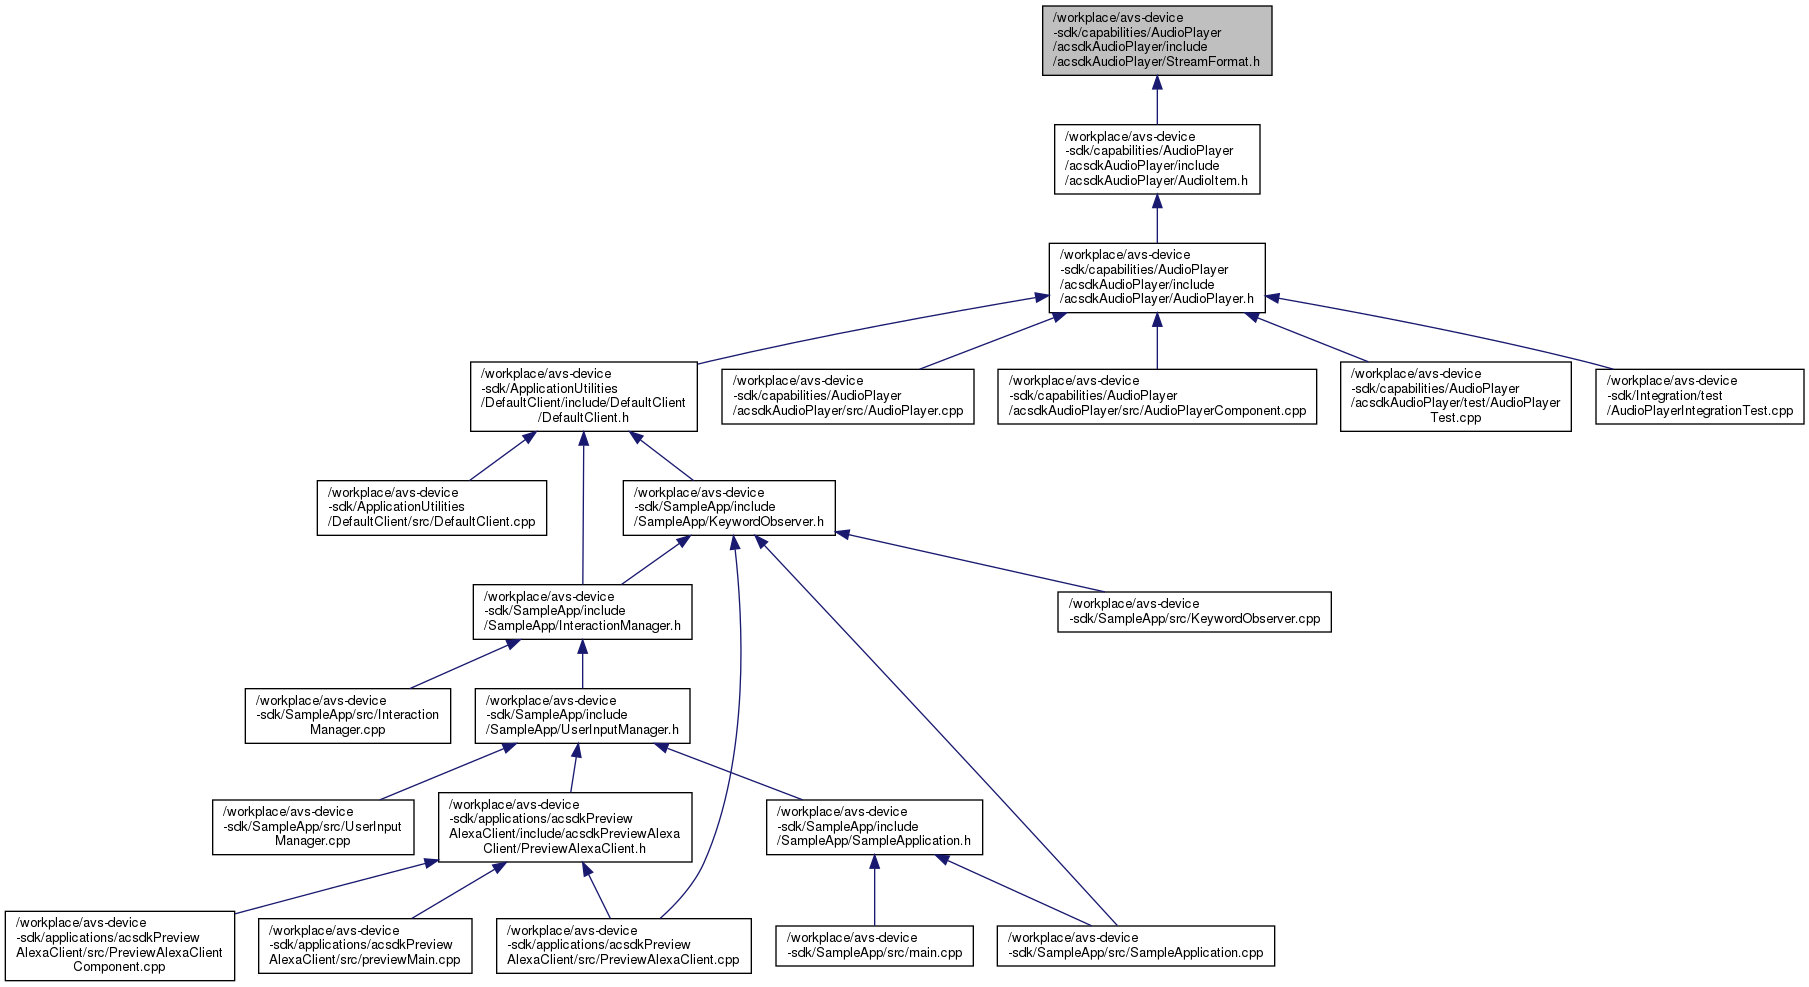 /workplace/avs-device
-sdk/capabilities/AudioPlayer
/acsdkAudioPlayer/include
/acsdkAudioPlayer/StreamFormat.h
/workplace/avs-device
-sdk/capabilities/AudioPlayer
/acsdkAudioPlayer/include
/acsdkAudioPlayer/AudioItem.h
/workplace/avs-device
-sdk/capabilities/AudioPlayer
/acsdkAudioPlayer/include
/acsdkAudioPlayer/AudioPlayer.h
/workplace/avs-device
-sdk/ApplicationUtilities
/DefaultClient/include/DefaultClient
/DefaultClient.h
/workplace/avs-device
-sdk/capabilities/AudioPlayer
/acsdkAudioPlayer/src/AudioPlayer.cpp
/workplace/avs-device
-sdk/capabilities/AudioPlayer
/acsdkAudioPlayer/src/AudioPlayerComponent.cpp
/workplace/avs-device
-sdk/capabilities/AudioPlayer
/acsdkAudioPlayer/test/AudioPlayer
Test.cpp
/workplace/avs-device
-sdk/Integration/test
/AudioPlayerIntegrationTest.cpp
/workplace/avs-device
-sdk/ApplicationUtilities
/DefaultClient/src/DefaultClient.cpp
/workplace/avs-device
-sdk/SampleApp/include
/SampleApp/KeywordObserver.h
/workplace/avs-device
-sdk/SampleApp/include
/SampleApp/InteractionManager.h
/workplace/avs-device
-sdk/SampleApp/src/KeywordObserver.cpp
/workplace/avs-device
-sdk/SampleApp/src/Interaction
Manager.cpp
/workplace/avs-device
-sdk/SampleApp/include
/SampleApp/UserInputManager.h
/workplace/avs-device
-sdk/SampleApp/src/UserInput
Manager.cpp
/workplace/avs-device
-sdk/applications/acsdkPreview
AlexaClient/include/acsdkPreviewAlexa
Client/PreviewAlexaClient.h
/workplace/avs-device
-sdk/SampleApp/include
/SampleApp/SampleApplication.h
/workplace/avs-device
-sdk/applications/acsdkPreview
AlexaClient/src/PreviewAlexaClient
Component.cpp
/workplace/avs-device
-sdk/applications/acsdkPreview
AlexaClient/src/previewMain.cpp
/workplace/avs-device
-sdk/applications/acsdkPreview
AlexaClient/src/PreviewAlexaClient.cpp
/workplace/avs-device
-sdk/SampleApp/src/main.cpp
/workplace/avs-device
-sdk/SampleApp/src/SampleApplication.cpp